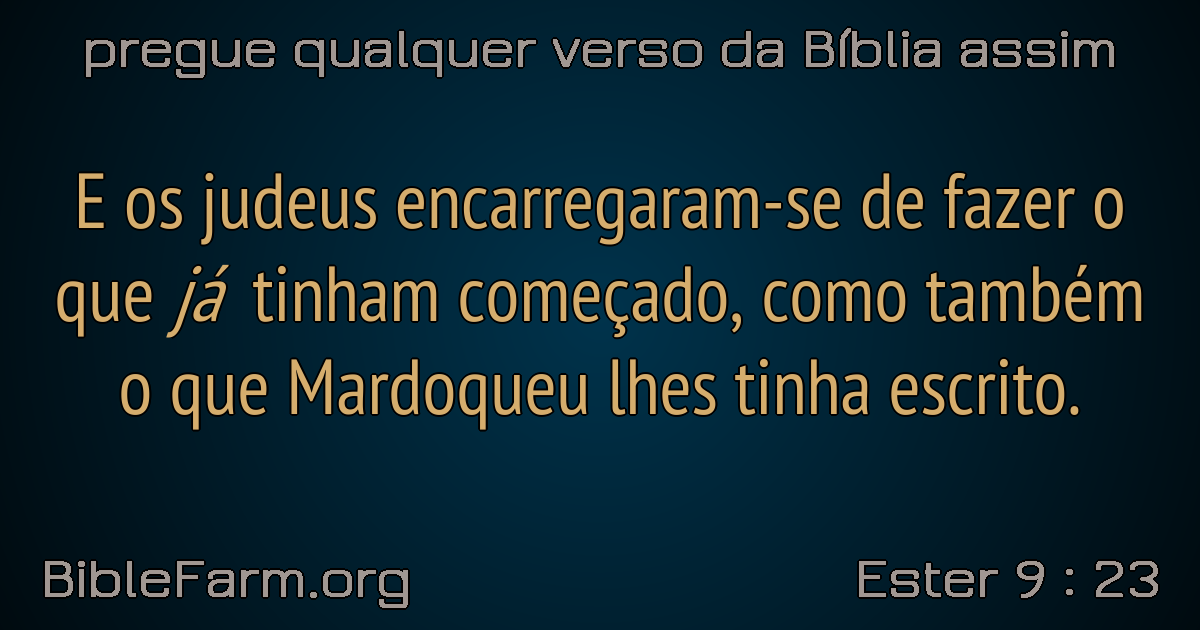 pregue qualquer verso da Bíblia assim
E os judeus encarregaram-se de fazer o
que já tinham começado, como também
o que Mardoqueu lhes tinha escrito.
BibleFarm.org
Ester 9 : 23